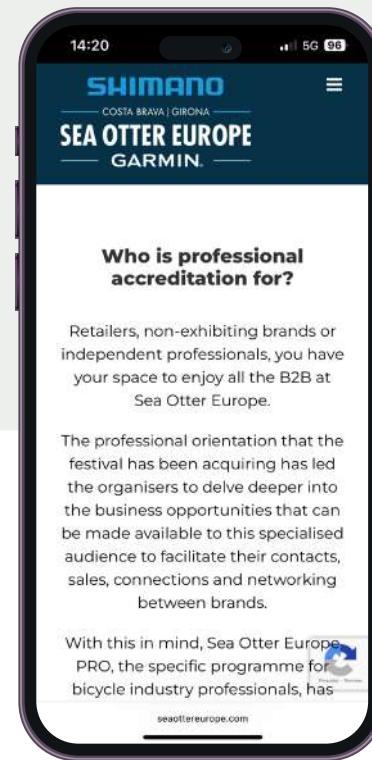 14:20
5G 96
SHIMANO
COSTA BRAVA | GIRONA
SEA OTTER EUROPE
GARMIN.
Who is professional
accreditation for?
Retailers, non-exhibiting brands or
independent professionals, you have
your space to enjoy all the B2B at
Sea Otter Europe.
The professional orientation that the
festival has been acquiring has led
the organisers to delve deeper into
the business opportunities that can
be made available to this specialised
audience to facilitate their contacts,
sales, connections and networking
between brands.
With this in mind, Sea Otter Europe
PRO, the specific programme for
bicycle industry professionals, has
seaottereurope.com